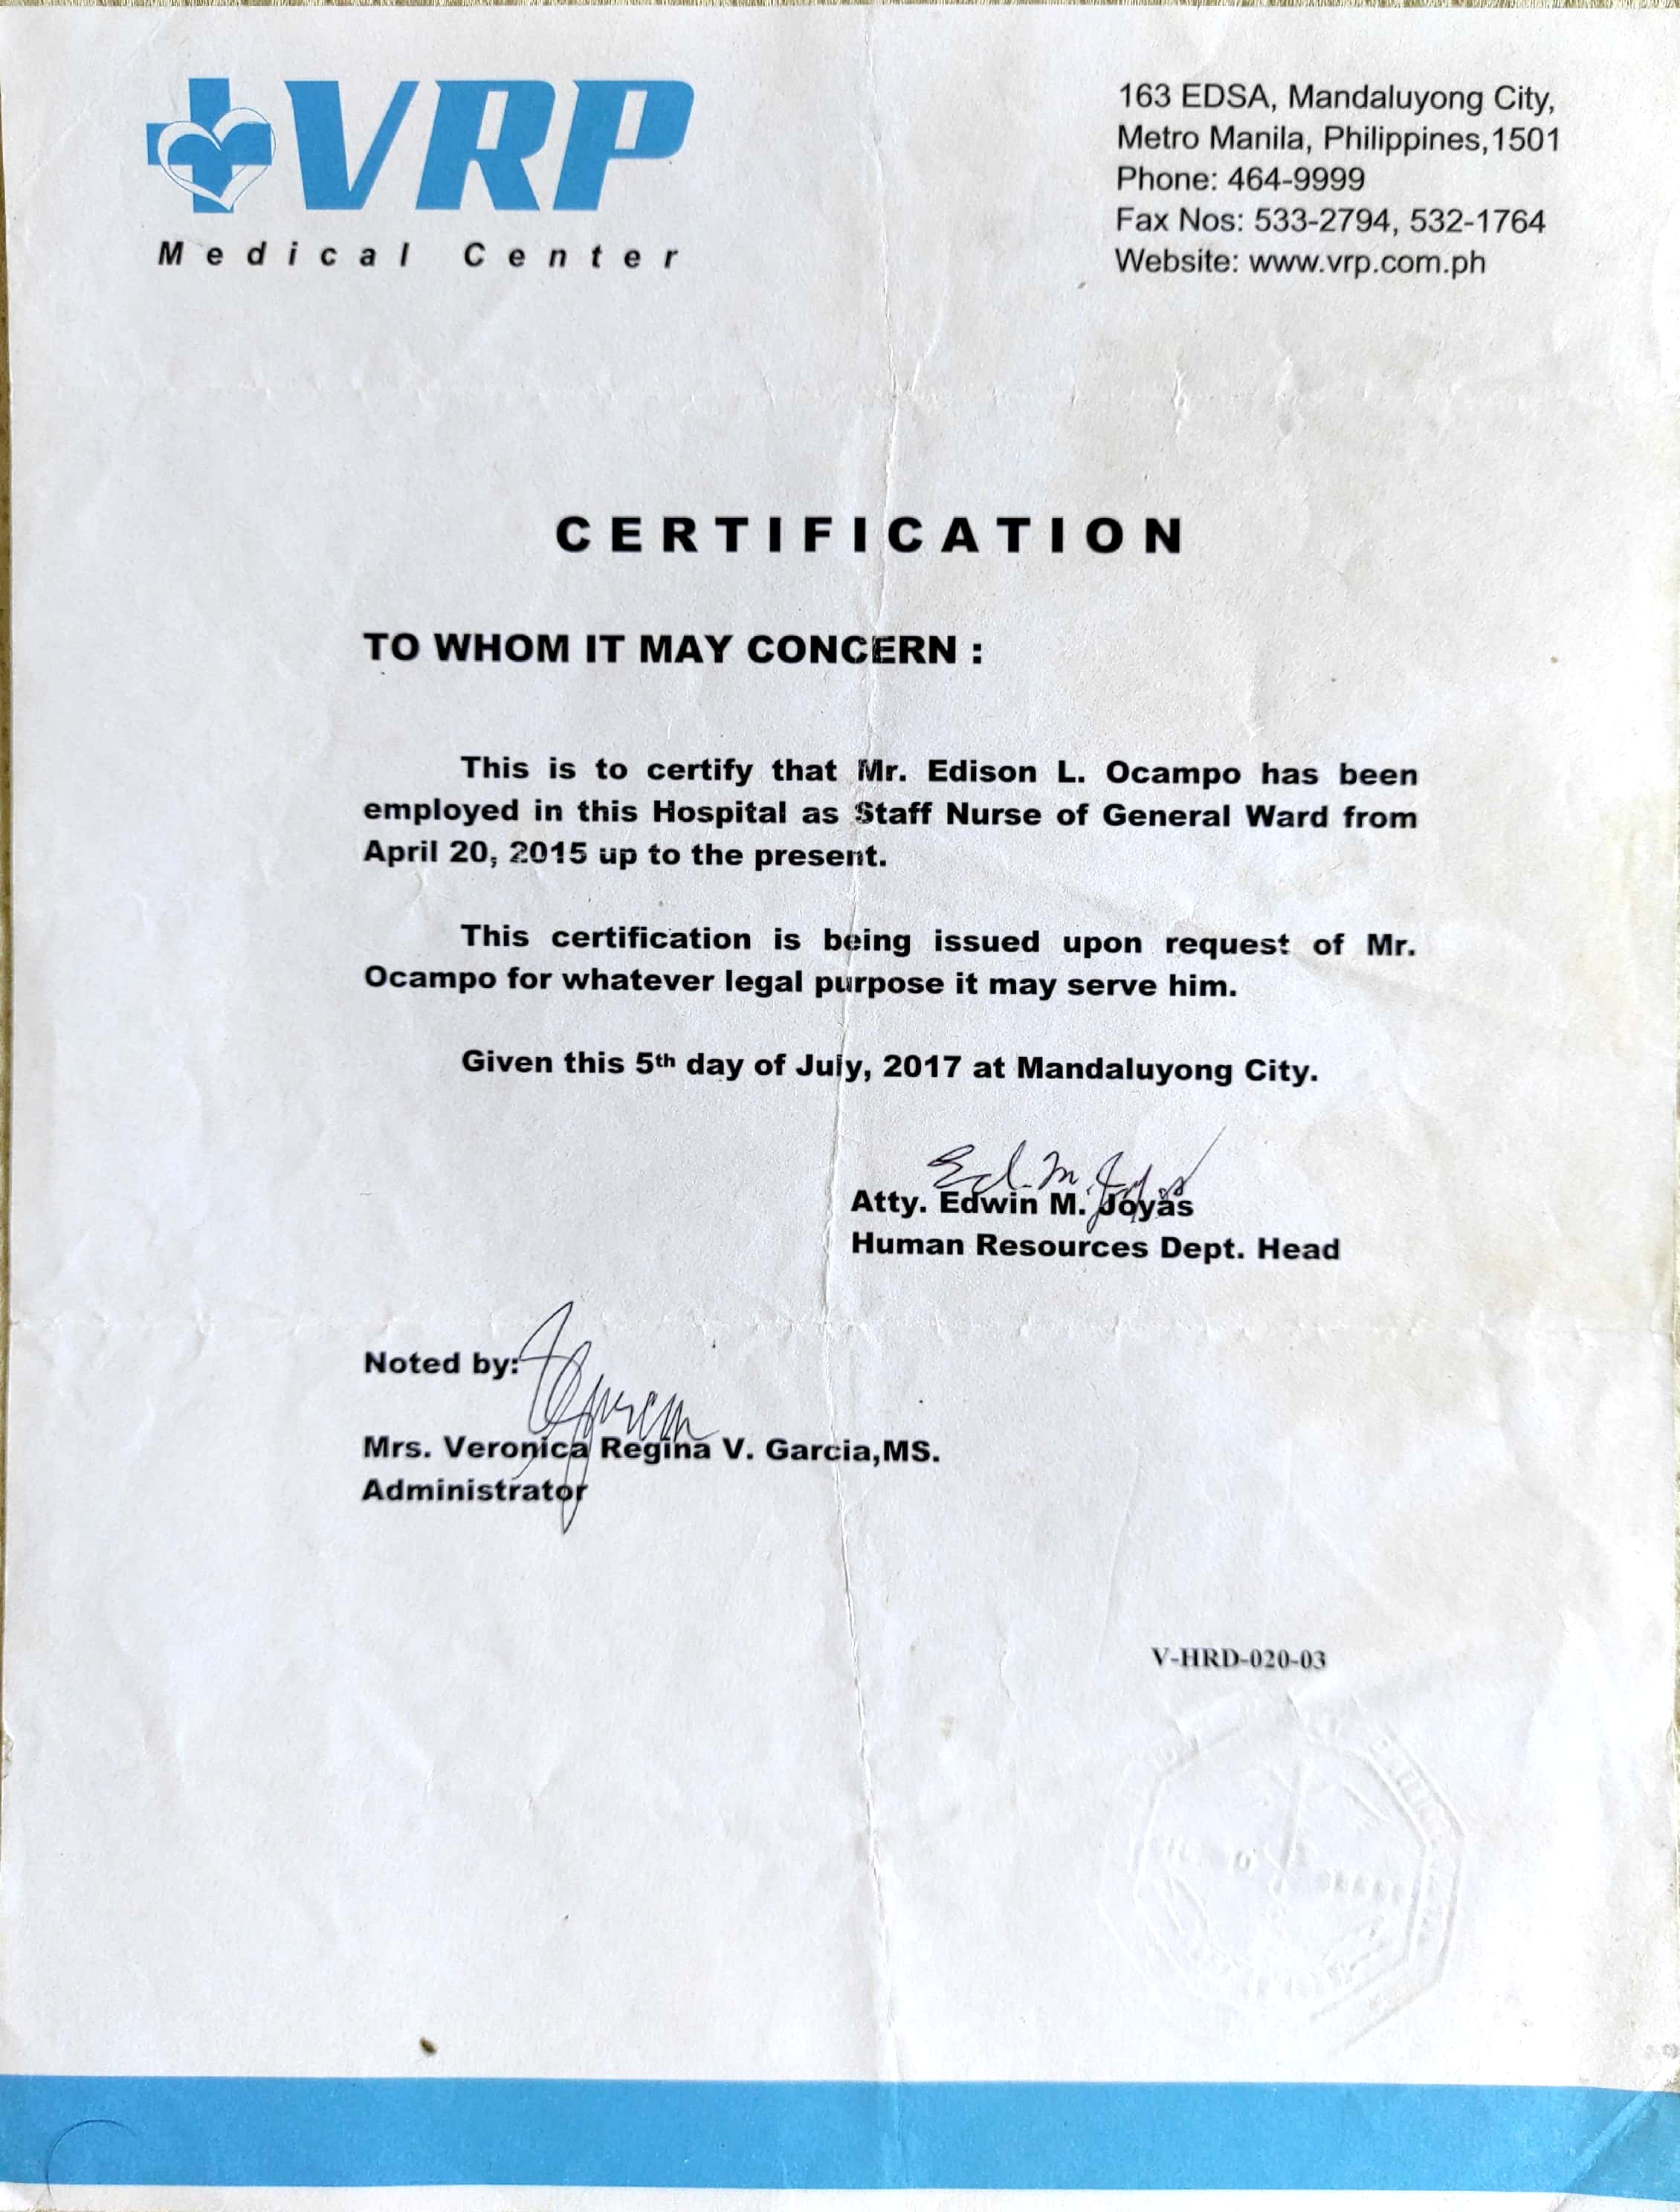 VRP
Medical Center
163 EDSA, Mandaluyong City,
Metro Manila, Philippines,1501
Phone: 464-9999
Fax Nos: 533-2794, 532-1764
Website: www.vrp.com.ph
CERTIFICATION
TO WHOM IT MAY CONCERN :
This is to certify that Mr. Edison L. Ocampo has been
employed in this Hospital as Staff Nurse of General Ward from
April 20, 2015 up to the present.
This certification is being issued upon request of Mr.
Ocampo for whatever legal purpose it may serve him.
Given this 5th day of July, 2017 at Mandaluyong City.
Atty. Edwin M. Joyas
Human Resources Dept. Head
Noted by:
Mrs. Veronica Regina V. Garcia,MS.
Administrator
V-HRD-020-03